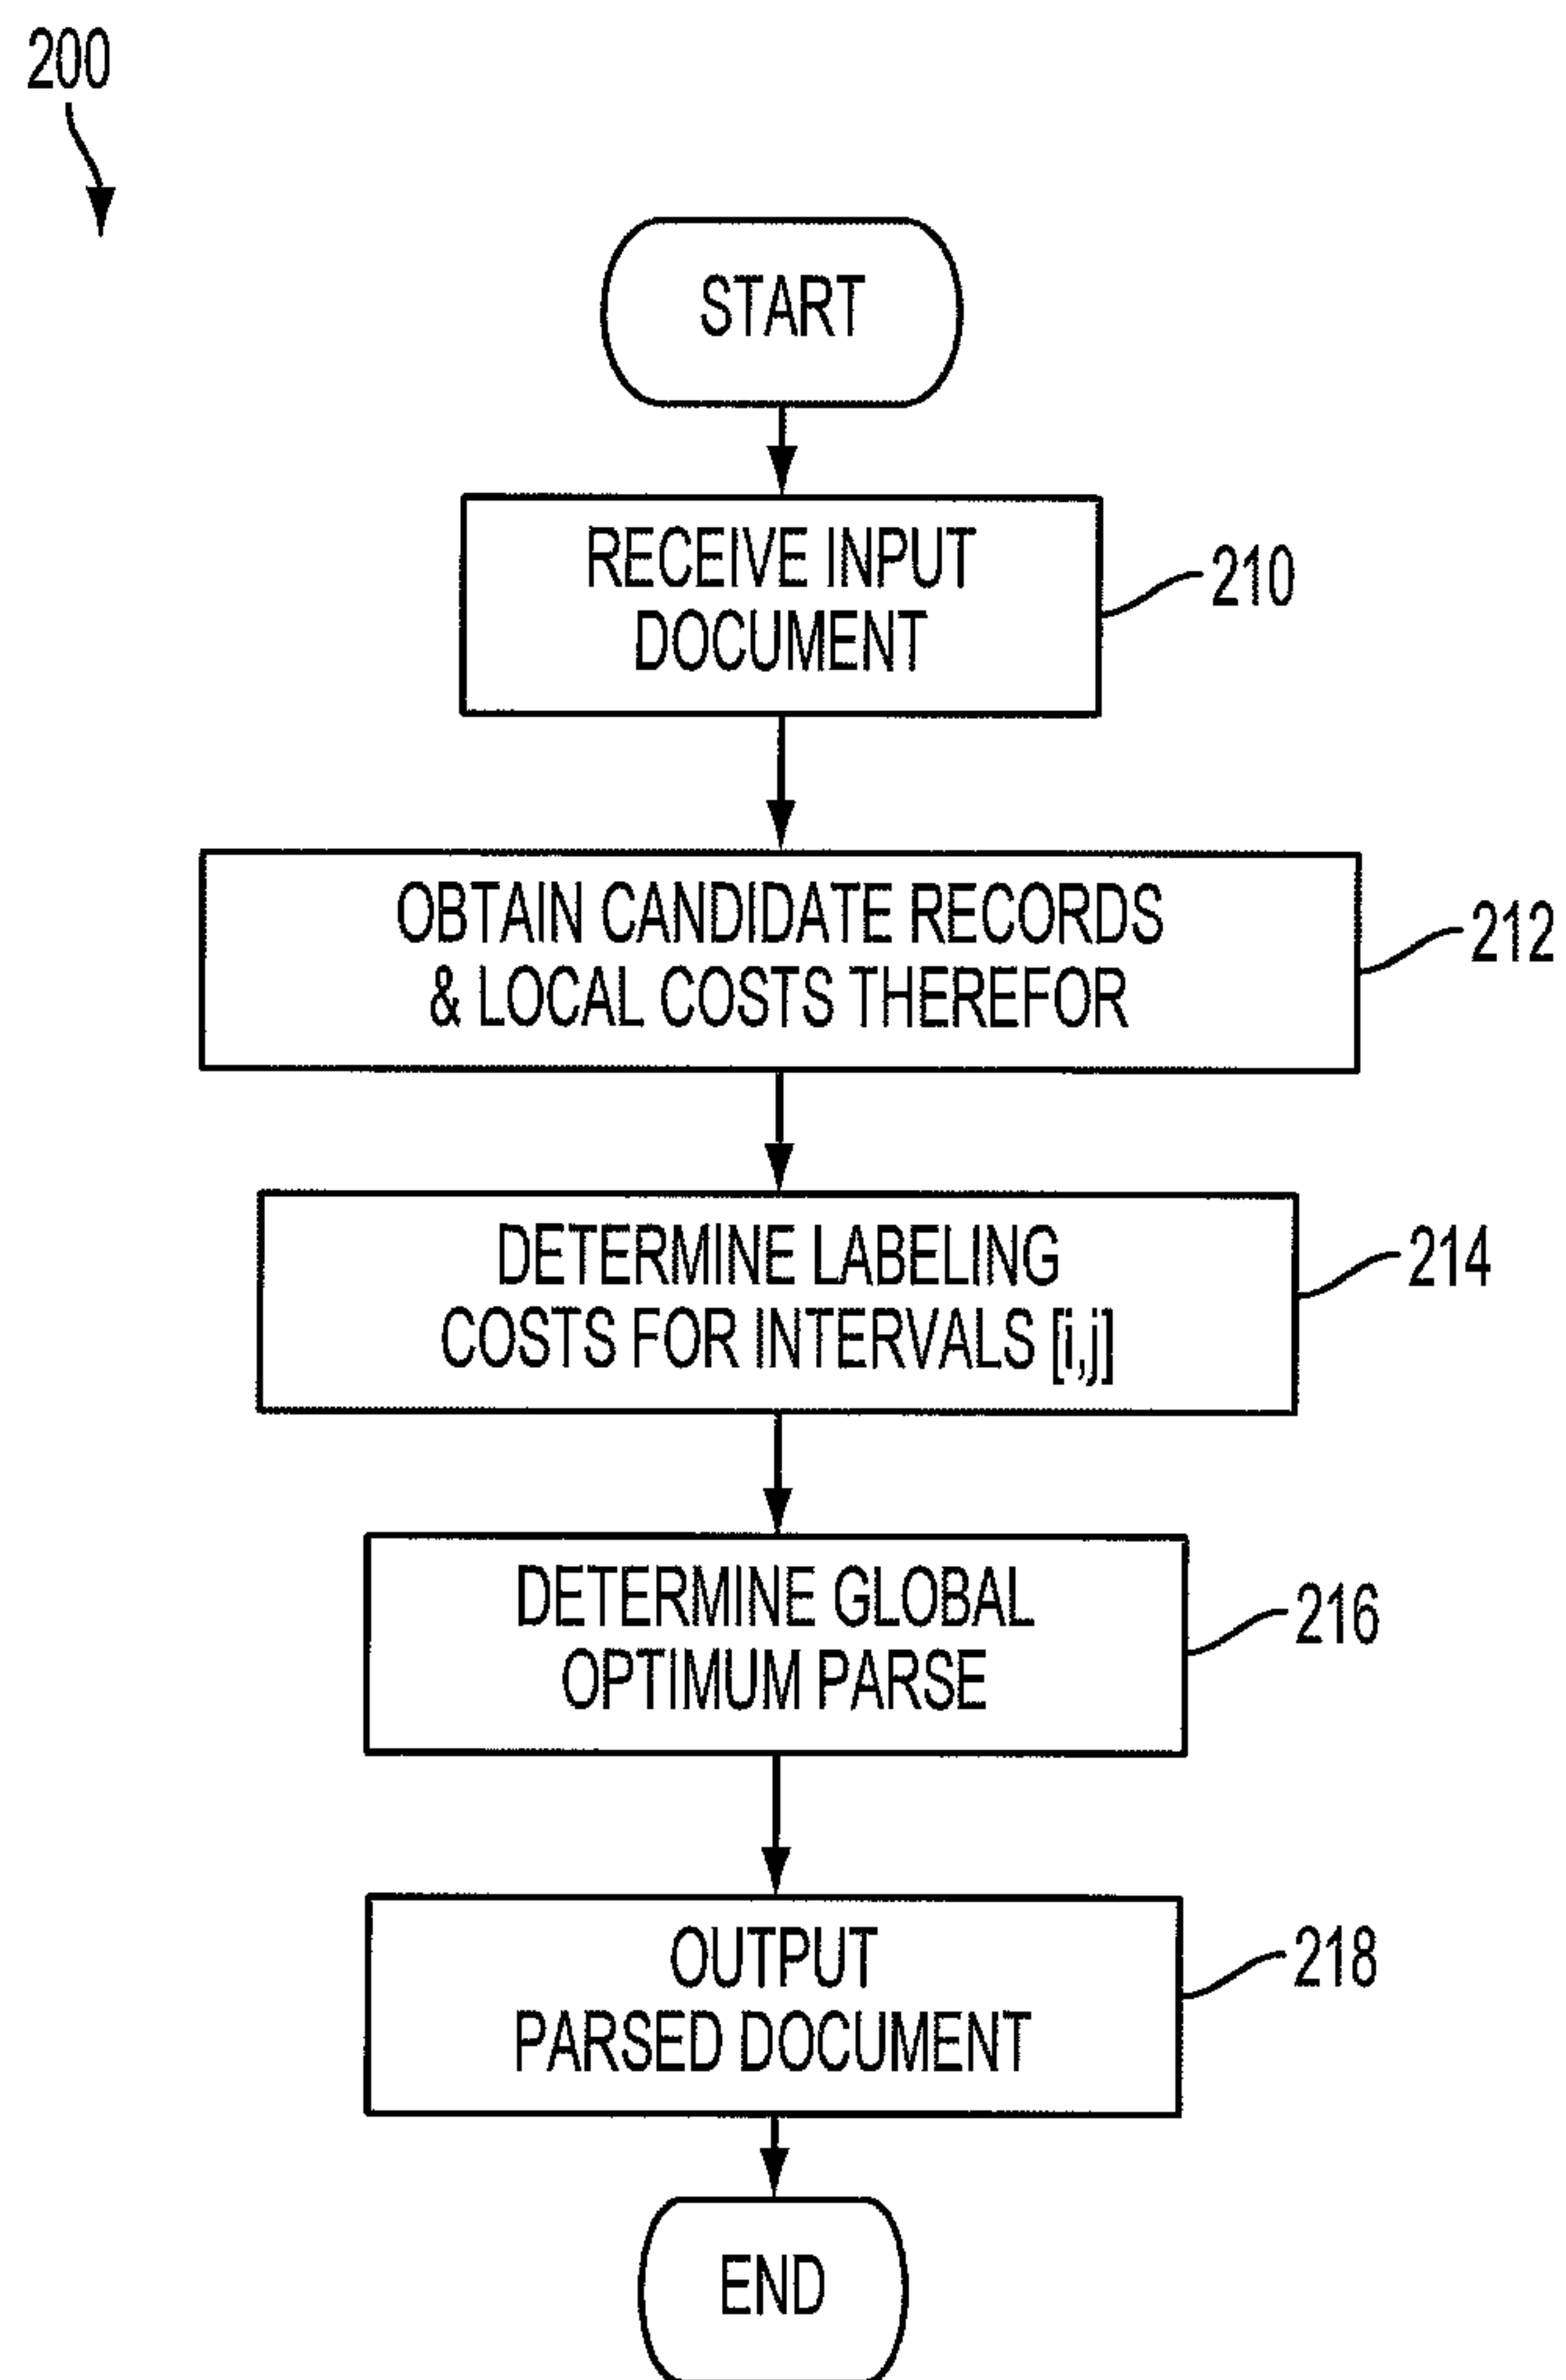 200
START
RECEIVE INPUT
DOCUMENT
210
OBTAIN CANDIDATE RECORDS
& LOCAL COSTS THEREFOR
212
DETERMINE LABELING
COSTS FOR INTERVALS [i,j]
214
DETERMINE GLOBAL
OPTIMUM PARSE
216
OUTPUT
PARSED DOCUMENT
218
END